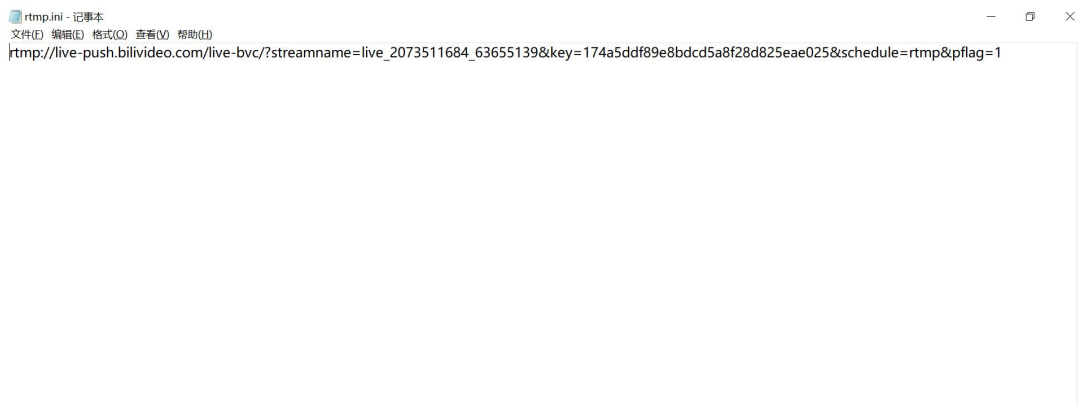 rtmp.ini - 记事本
文件(F) 编辑(E) 格式(O) 查看(V) 帮助(H)
rtmp://live-push.bilivideo.com/live-bvc/?streamname=live_2073511684_63655139&key=174a5ddf89e8bdcd5a8f28d825eae025&schedule=rtmp&pflag=1